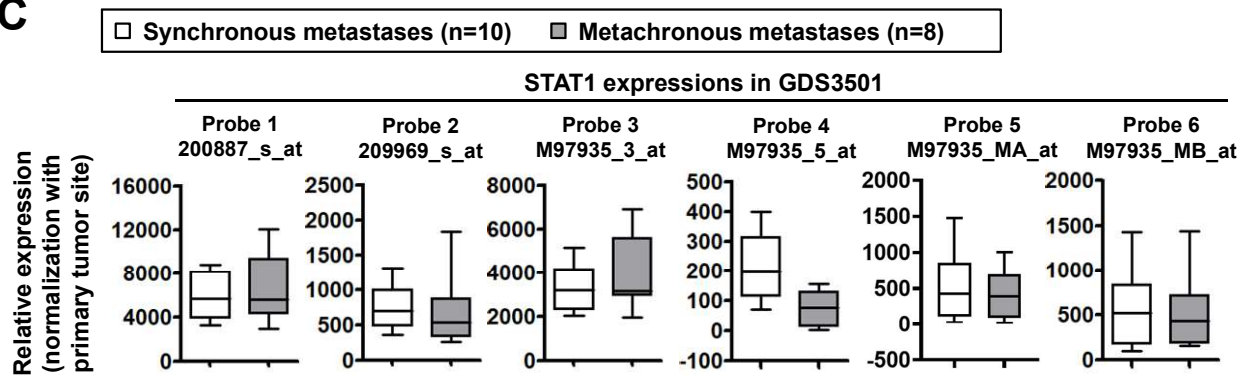 C
Synchronous metastases (n=10) Metachronous metastases (n=8)
STAT1 expressions in GDS3501
Relative expression
(normalization with
primary tumor site)
Probe 1
200887_s_at
16000
12000
8000
4000
0
Probe 2
209969_s_at
2500
2000
1500
1000
500
0
Probe 3
M97935_3_at
8000
6000
4000
2000
0
Probe 4
M97935_5_at
500
400
300
200
100
0
-100
Probe 5
M97935_MA_at
2000
1500
1000
500
0
-500
Probe 6
M97935_MB_at
2000
1500
1000
500
0